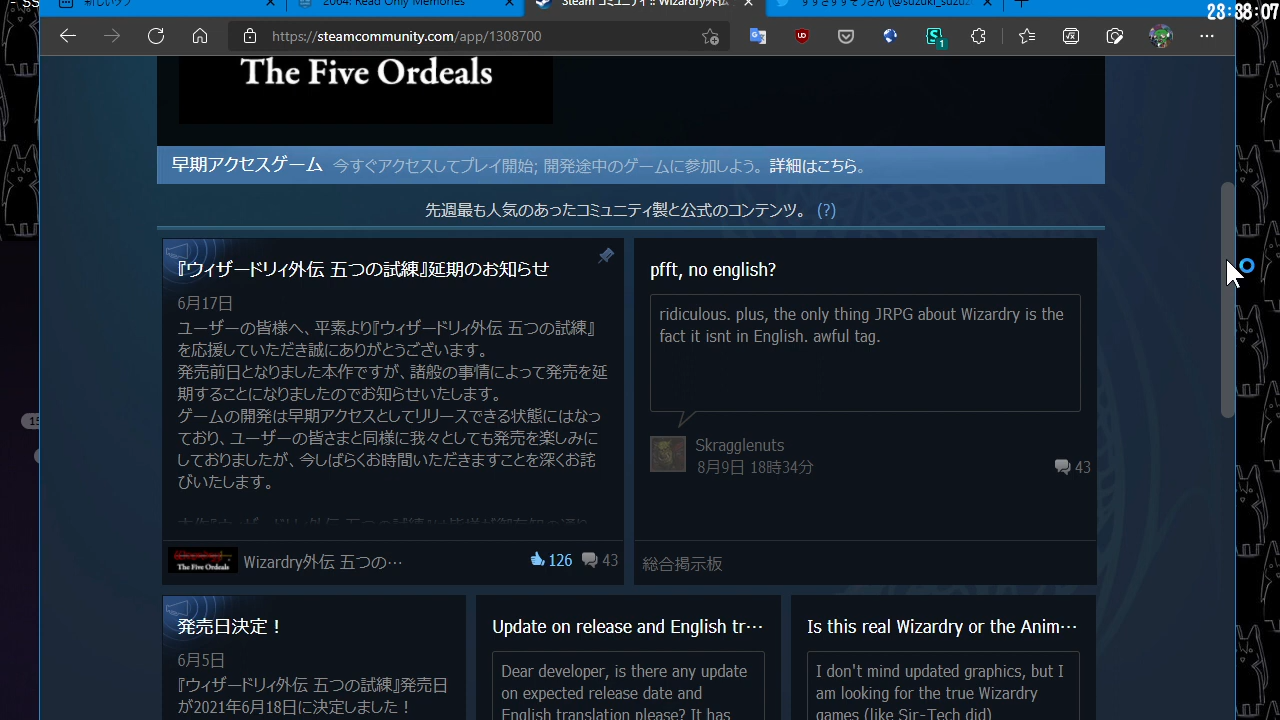 - SS
新しいタブ
2064: Read Only Memories
Steam コミュニティ :: Wizardry外伝
すずきすずぞうさん (@suzuki_suzuz
23:38:07
https://steamcommunity.com/app/1308700
1
The Five Ordeals
早期アクセスゲーム 今すぐアクセスしてプレイ開始; 開発途中のゲームに参加しよう。 詳細はこちら。
先週最も人気のあったコミュニティ製と公式のコンテンツ。 (?)
『ウィザードリィ外伝 五つの試練』延期のお知らせ
6月17日
ユーザーの皆様へ、平素より『ウィザードリィ外伝 五つの試練』
を応援していただき誠にありがとうございます。
発売前日となりました本作ですが、諸般の事情によって発売を延
期することになりましたのでお知らせいたします。
ゲームの開発は早期アクセスとしてリリースできる状態にはなっ
ており、ユーザーの皆さまと同様に我々としても発売を楽しみに
しておりましたが、今しばらくお時間いただきますことを深くお詫
びいたします。
The Five Ordeals
Wizardry外伝 五つの…
126
43
pfft, no english?
ridiculous. plus, the only thing JRPG about Wizardry is the
fact it isnt in English. awful tag.
Skragglenuts
8月9日 18時34分
43
総合掲示板
発売日決定！
6月5日
『ウィザードリィ外伝 五つの試練』発売日
が2021年6月18日に決定しました！
Update on release and English tr…
Dear developer, is there any update
on expected release date and
English translation please? It has
Is this real Wizardry or the Anim…
I don't mind updated graphics, but I
am looking for the true Wizardry
games (like Sir-Tech did)